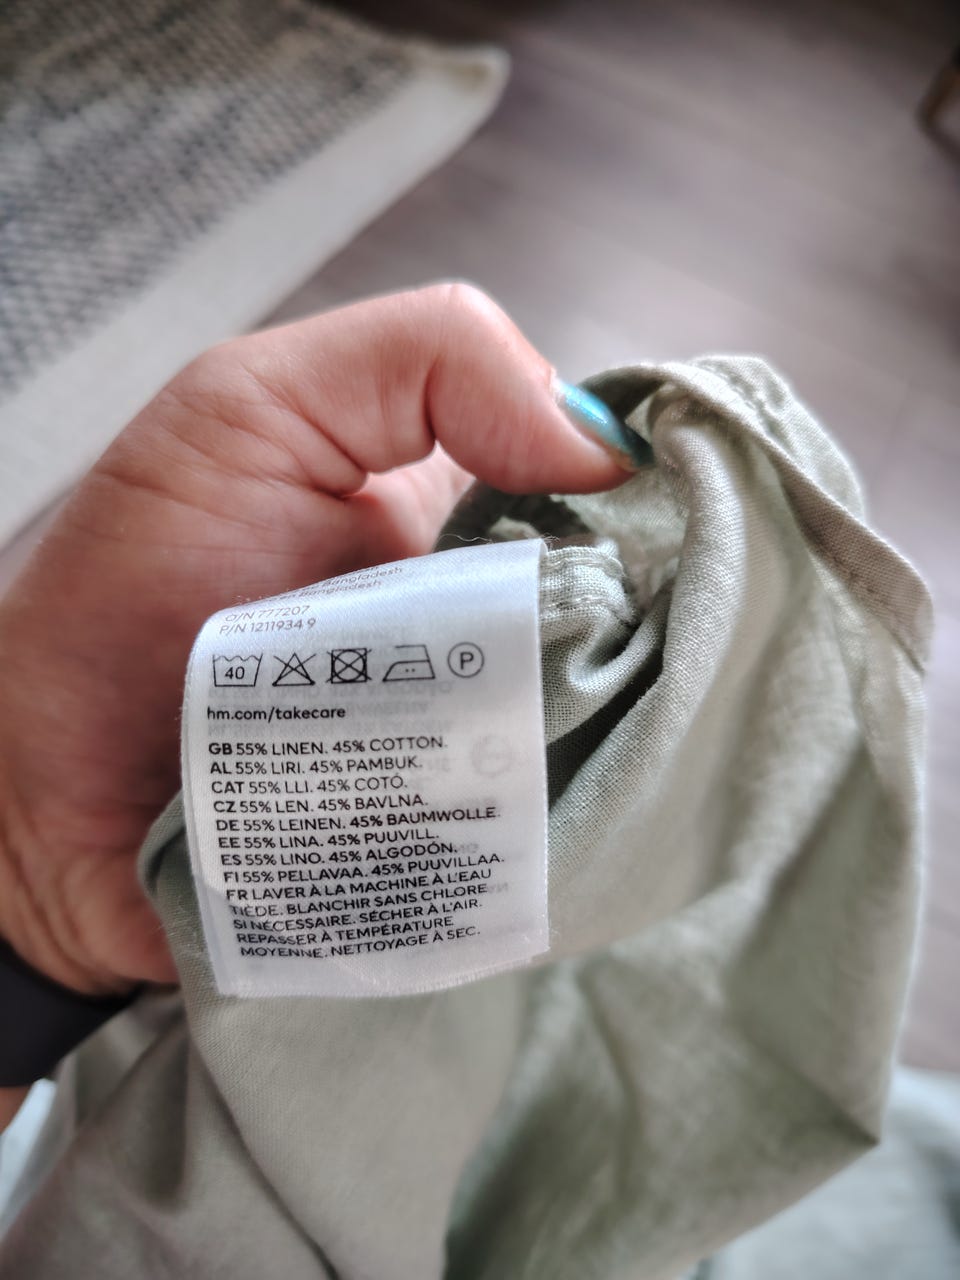 Bangladesh
Bangladesh
O/N 777207
P/N 1211934 9
40 P
hm.com/takecare
GB 55% LINEN. 45% COTTON.
AL 55% LIRI. 45% PAMBUK.
CAT 55% LLI. 45% COTÓ.
CZ 55% LEN. 45% BAVLNA.
DE 55% LEINEN. 45% BAUMWOLLE.
EE 55% LINA. 45% PUUVILL.
ES 55% LINO. 45% ALGODÓN.
FI 55% PELLAVAA. 45% PUUVILLAA.
FR LAVER À LA MACHINE À L'EAU
TIÈDE. BLANCHIR SANS CHLORE
SI NÉCESSAIRE. SÉCHER À L'AIR.
REPASSER À TEMPÉRATURE
MOYENNE. NETTOYAGE À SEC.